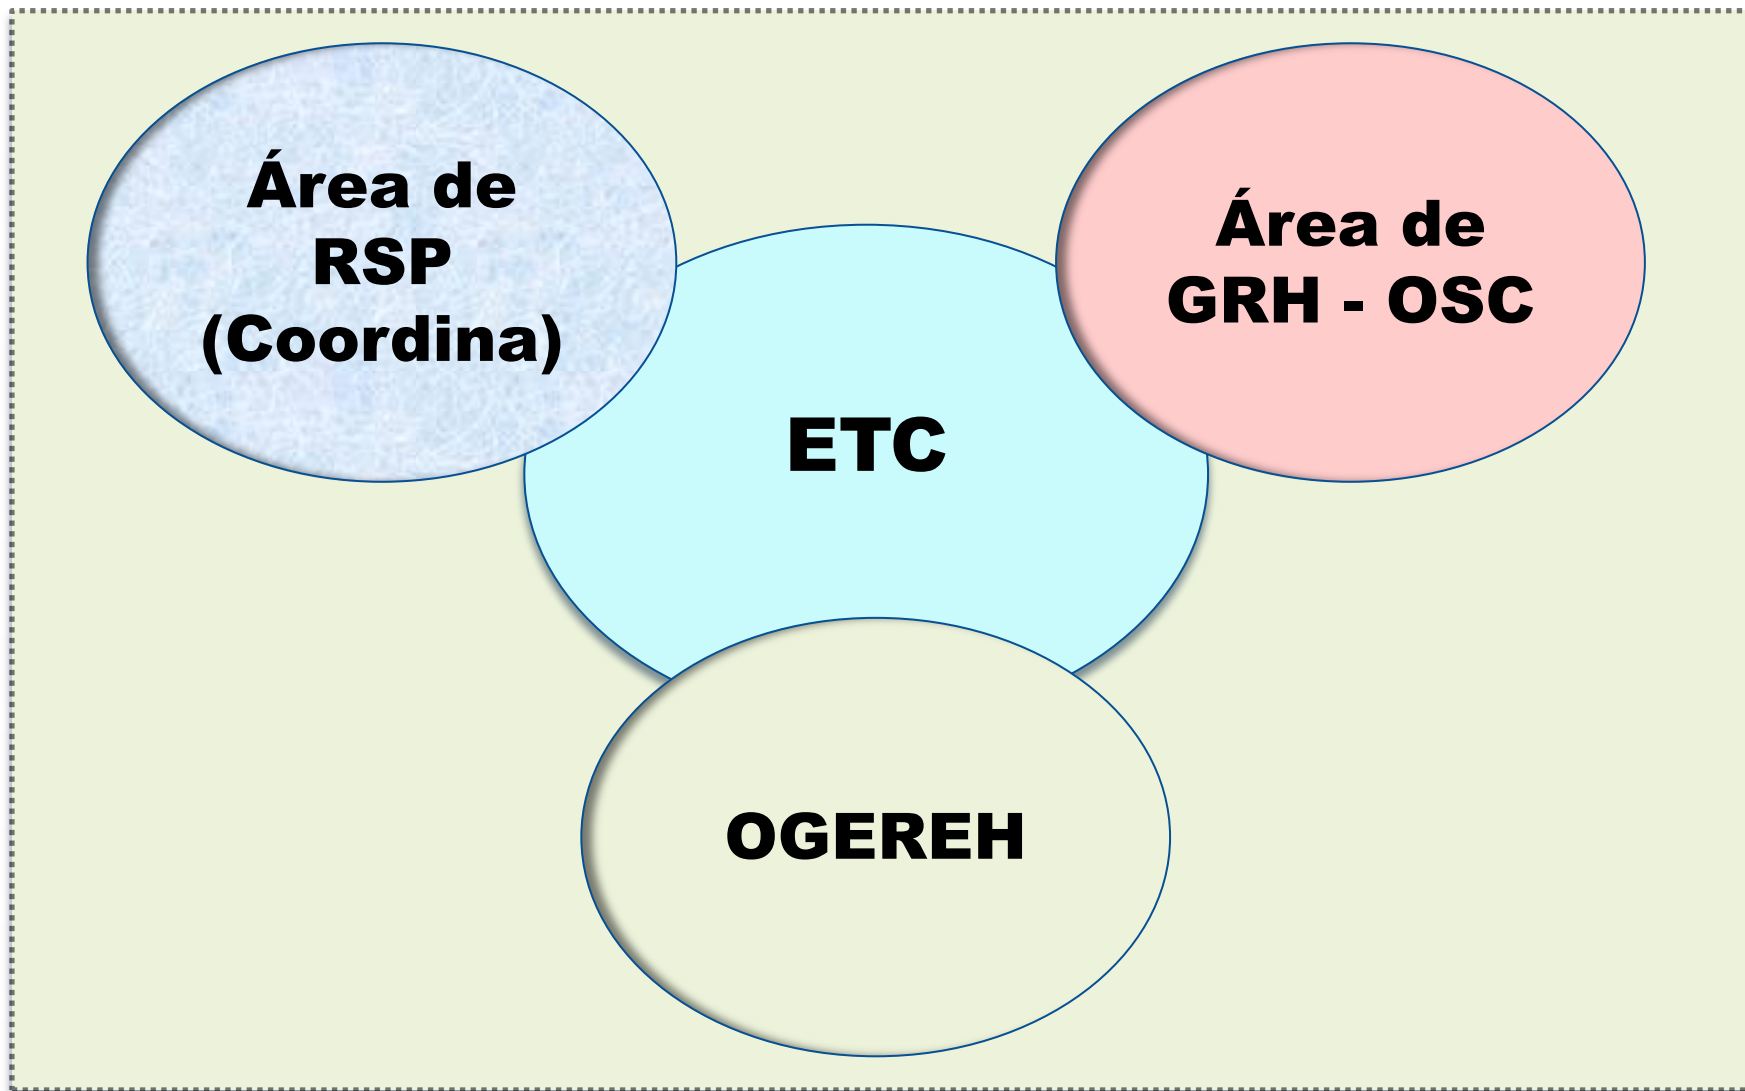 Área de
RSP
(Coordina)
Área de
GRH - OSC
ETC
OGEREH